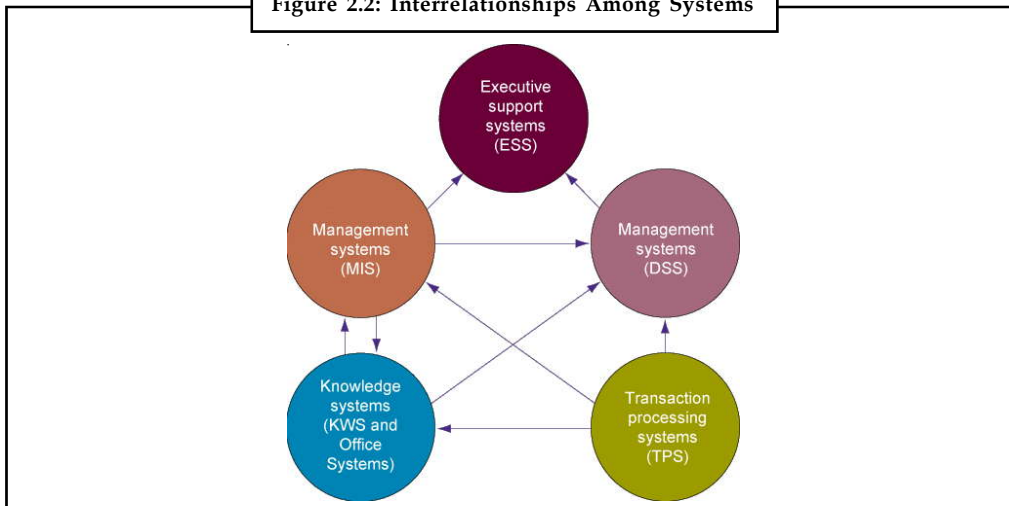 Figure 2.2: Interrelationships Among Systems
Executive
support
systems
(ESS)
Management
systems
(MIS)
Management
systems
(DSS)
Knowledge
systems
(KWS and
Office
Systems)
Transaction
processing
systems
(TPS)